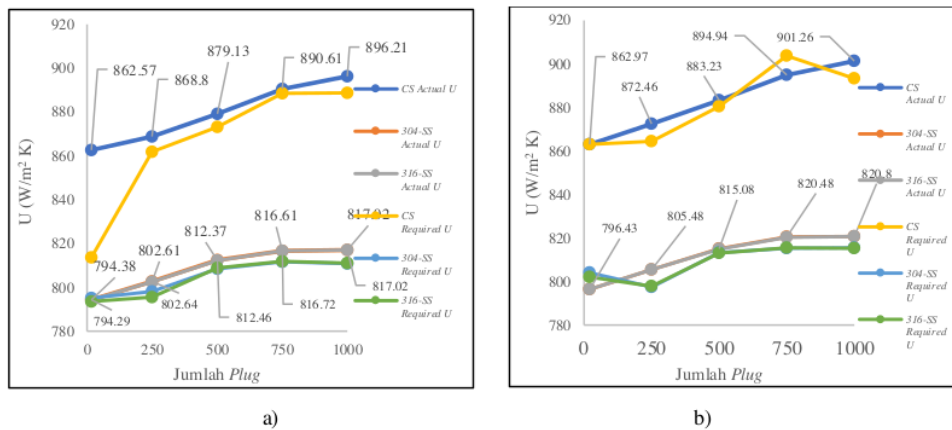 920
900
880
860
840
820
800
780
U (W/m² K)
862.57
868.8
879.13
890.61
896.21
794.38
802.61
812.37
816.61
817.02
794.29
802.64
812.46
816.72
817.02
0
250
500
750
1000
Jumlah Plug
CS Actual U
304-SS
Actual U
316-SS
Actual U
CS
Required U
304-SS
Required U
316-SS
Required U
a)
920
900
880
860
840
820
800
780
U (W/m² K)
862.97
872.46
883.23
894.94
901.26
796.43
805.48
815.08
820.48
820.8
0
250
500
750
1000
Jumlah Plug
CS
Actual U
304-SS
Actual U
316-SS
Actual U
CS
Required
U
304-SS
Required
U
316-SS
Required
U
b)